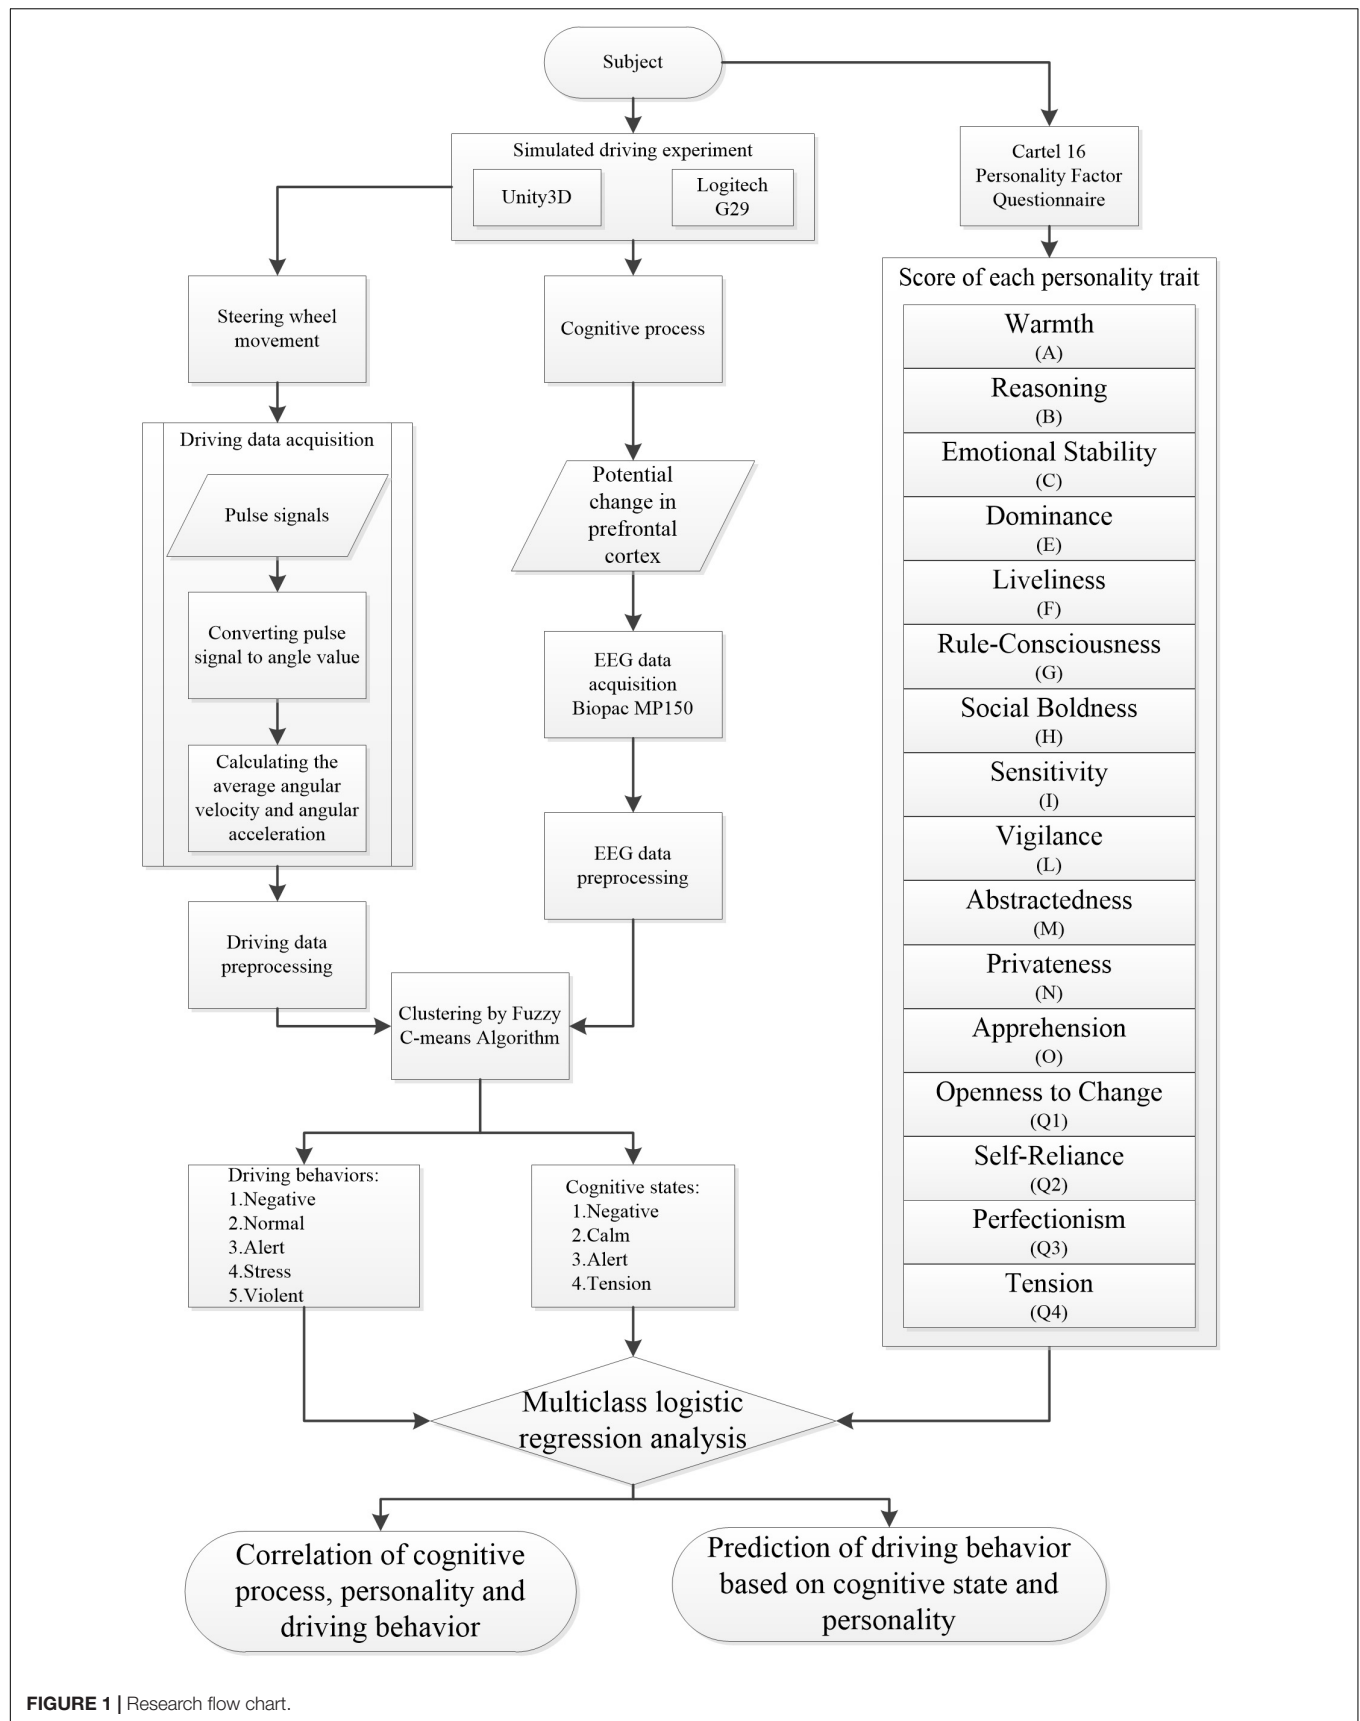 Subject
Simulated driving experiment
Unity3D
Logitech
G29
Cartel 16
Personality Factor
Questionnaire
Steering wheel
movement
Cognitive process
Score of each personality trait
Warmth
(A)
Reasoning
(B)
Emotional Stability
(C)
Dominance
(E)
Liveliness
(F)
Rule-Consciousness
(G)
Social Boldness
(H)
Sensitivity
(I)
Vigilance
(L)
Abstractedness
(M)
Privateness
(N)
Apprehension
(O)
Openness to Change
(Q1)
Self-Reliance
(Q2)
Perfectionism
(Q3)
Tension
(Q4)
Driving data acquisition
Pulse signals
Converting pulse
signal to angle value
Calculating the
average angular
velocity and angular
acceleration
Driving data
preprocessing
Potential
change in
prefrontal
cortex
EEG data
acquisition
Biopac MP150
EEG data
preprocessing
Clustering by Fuzzy
C-means Algorithm
Driving behaviors:
1.Negative
2.Normal
3.Alert
4.Stress
5.Violent
Cognitive states:
1.Negative
2.Calm
3.Alert
4.Tension
Multiclass logistic
regression analysis
Correlation of cognitive
process, personality and
driving behavior
Prediction of driving behavior
based on cognitive state and
personality
FIGURE 1 | Research flow chart.